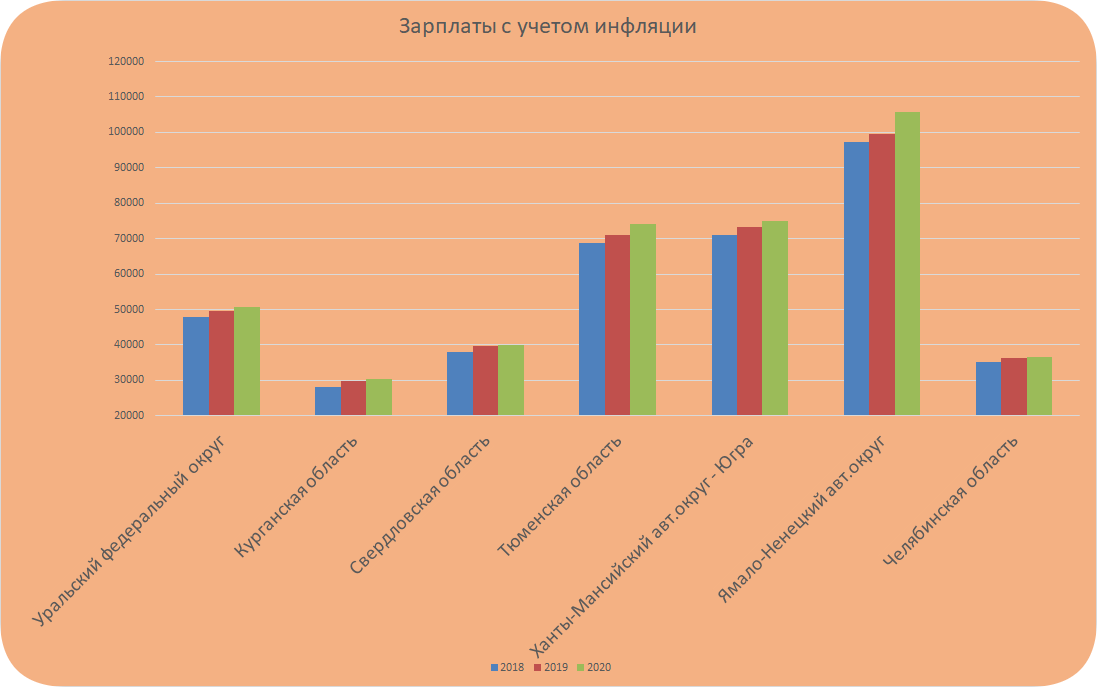 Зарплаты с учетом инфляции
120000
110000
100000
90000
80000
70000
60000
50000
40000
30000
20000
Уральский федеральный округ
Курганская область
Свердловская область
Тюменская область
Ханты-Мансийский авт.округ - Югра
Ямало-Ненецкий авт.округ
Челябинская область
2018 2019 2020